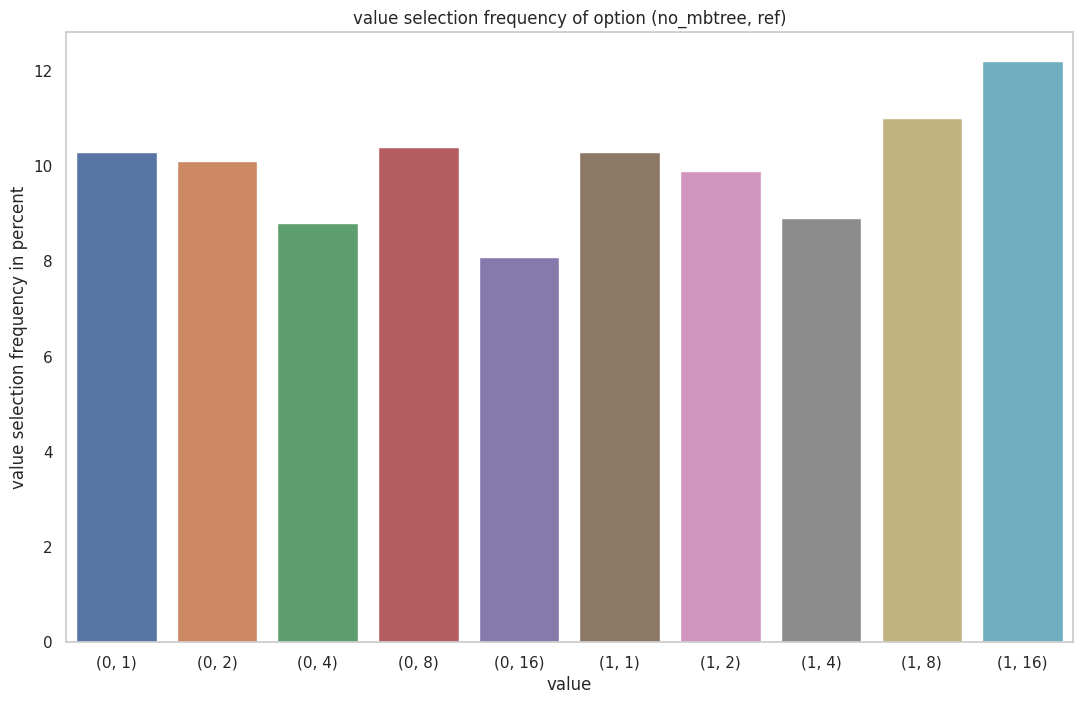 value selection frequency of option (no_mbtree, ref)
value selection frequency in percent
12
10
8
6
4
2
0
(0, 1) (0, 2) (0, 4) (0, 8) (0, 16) (1, 1) (1, 2) (1, 4) (1, 8) (1, 16)
value